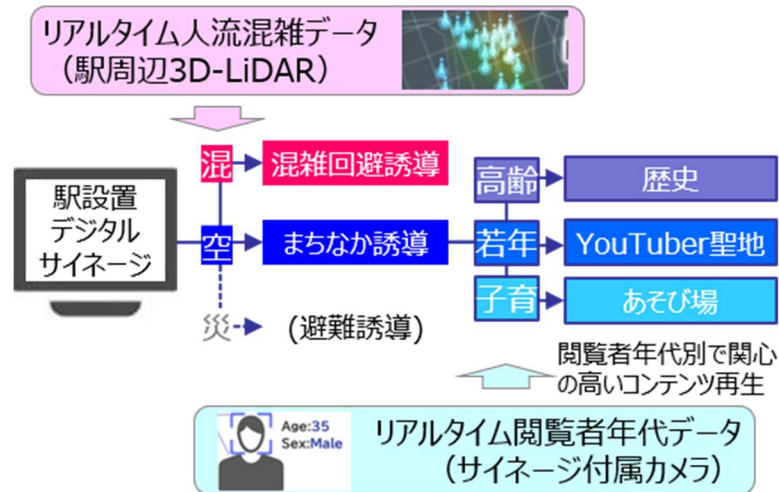 リアルタイム人流混雑データ
（駅周辺3D-LiDAR）
混
混雑回避誘導
駅設置
デジタル
サイネージ
空
まちなか誘導
災
(避難誘導)
高齢
歴史
若年
YouTuber聖地
子育
あそび場
閲覧者年代別で関心
の高いコンテンツ再生
Age:35
Sex:Male
リアルタイム閲覧者年代データ
（サイネージ付属カメラ）